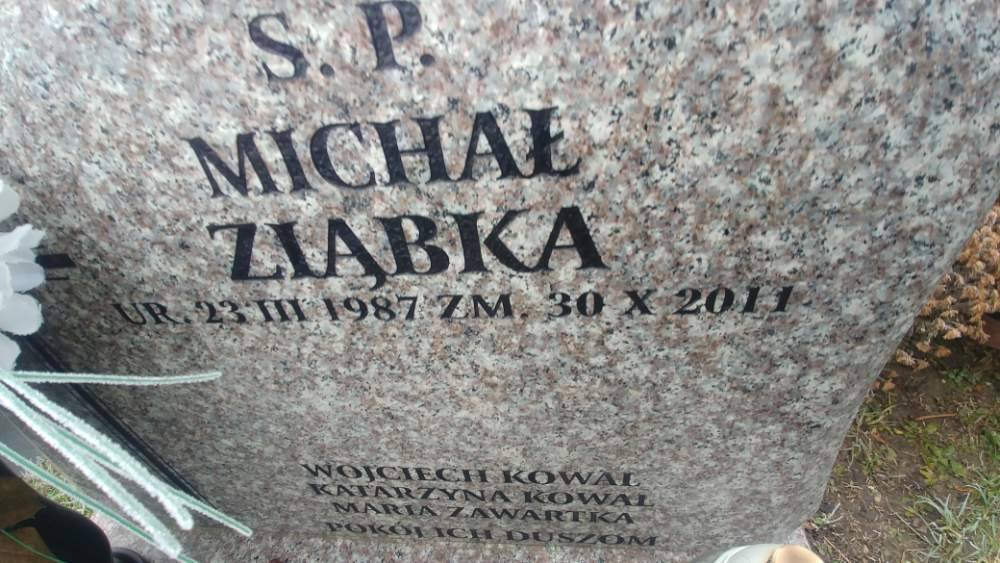 S. P.
MICHAŁ
ZIĄBKA
UR. 23 III 1987 ZM. 30 X 2011
WOJCIECH KOWAL
KATARZYNA KOWAL
MARIA ZAWARTKA
POKÓJ ICH DUSZOM